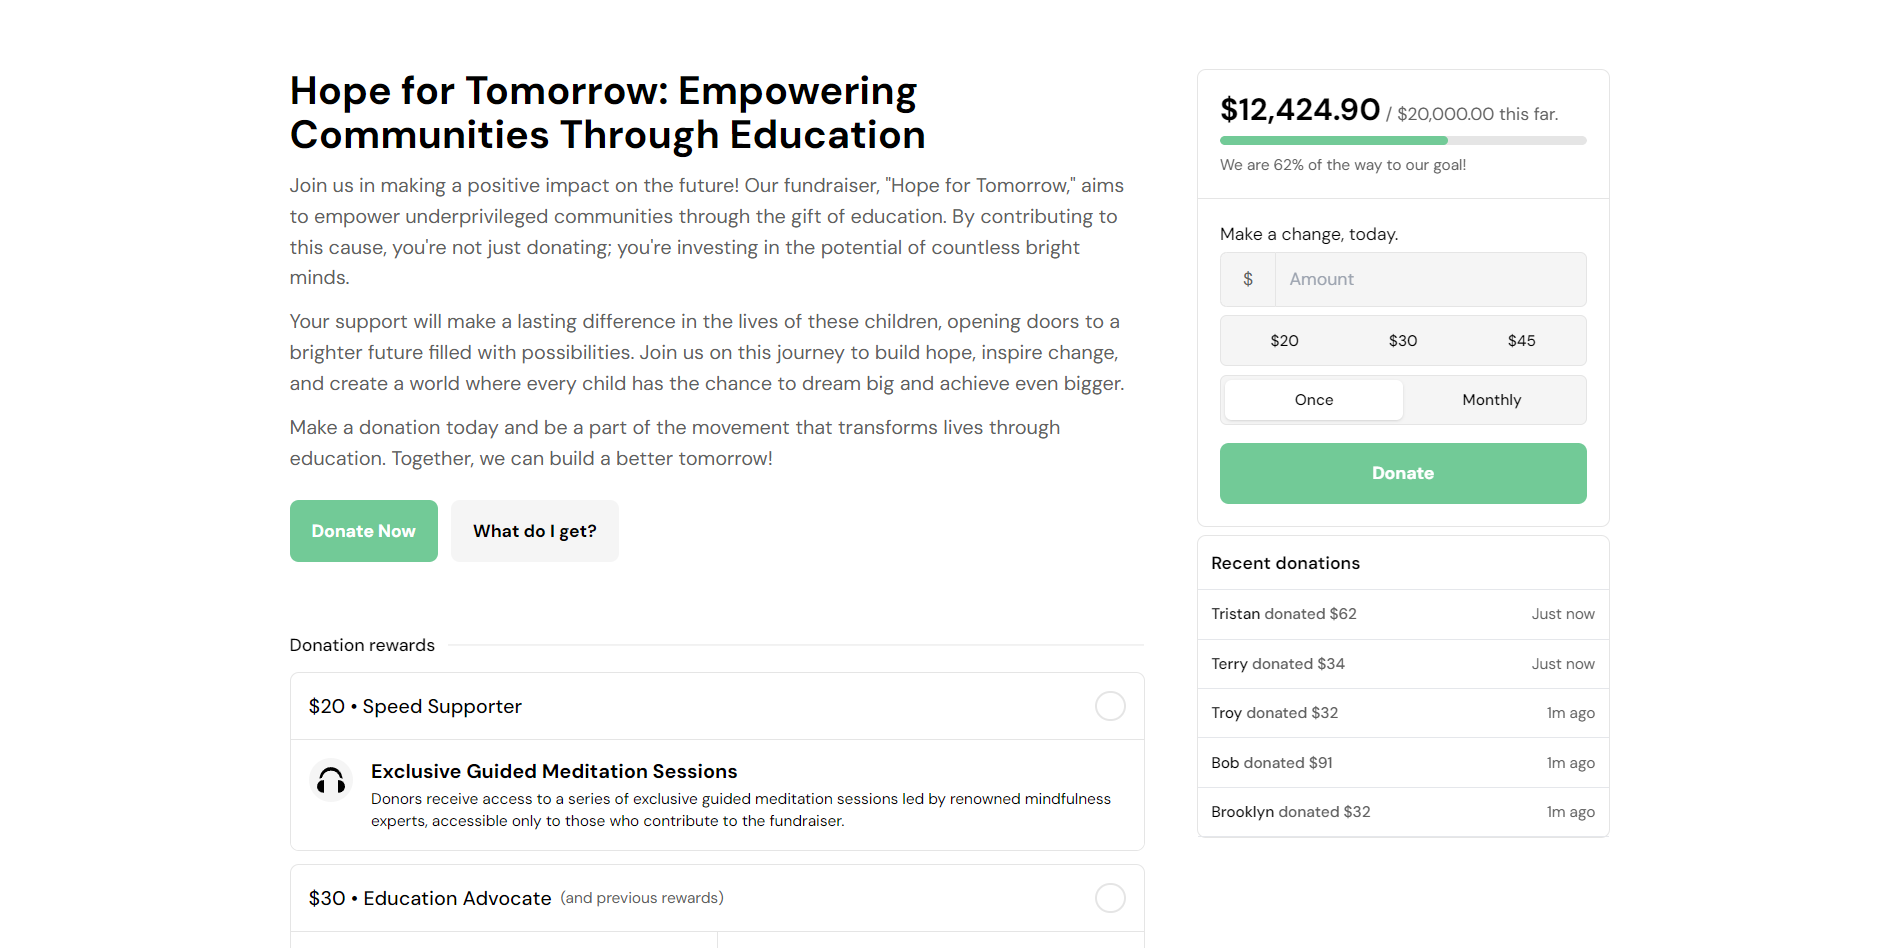 Hope for Tomorrow: Empowering
Communities Through Education
Join us in making a positive impact on the future! Our fundraiser, "Hope for Tomorrow," aims
to empower underprivileged communities through the gift of education. By contributing to
this cause, you're not just donating; you're investing in the potential of countless bright
minds.
Your support will make a lasting difference in the lives of these children, opening doors to a
brighter future filled with possibilities. Join us on this journey to build hope, inspire change,
and create a world where every child has the chance to dream big and achieve even bigger.
Make a donation today and be a part of the movement that transforms lives through
education. Together, we can build a better tomorrow!
Donate Now
What do I get?
Donation rewards
$20 • Speed Supporter
Exclusive Guided Meditation Sessions
Donors receive access to a series of exclusive guided meditation sessions led by renowned mindfulness
experts, accessible only to those who contribute to the fundraiser.
$30 • Education Advocate (and previous rewards)
$12,424.90 / $20,000.00 this far.
We are 62% of the way to our goal!
Make a change, today.
$ Amount
$20 $30 $45
Once Monthly
Donate
Recent donations
Tristan donated $62 Just now
Terry donated $34 Just now
Troy donated $32 1m ago
Bob donated $91 1m ago
Brooklyn donated $32 1m ago